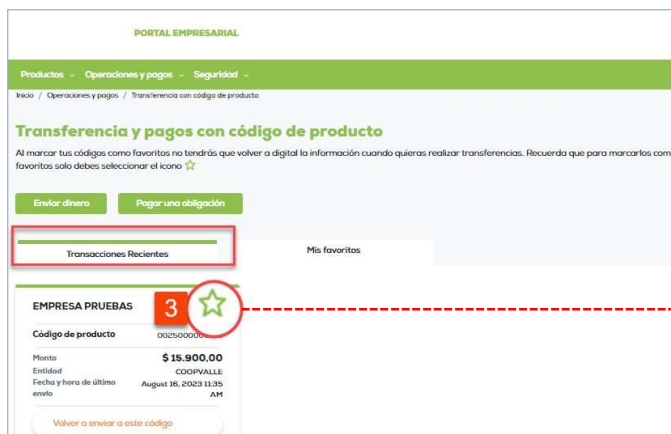 PORTAL EMPRESARIAL
Productos Operaciones y pagos Seguridad
Inicio / Operaciones y pagos / Transferencia con código de producto
Transferencia y pagos con código de producto
Al marcar tus códigos como favoritos no tendrás que volver a digital la información cuando quieras realizar transferencias. Recuerda que para marcarlos com
favoritos solo debes seleccionar el icono
Enviar dinero Pagar una obligación
Transacciones Recientes Mis favoritos
EMPRESA PRUEBAS 3
Código de producto
Monto $ 15.900,00
Entidad COOPVALLE
Fecha y hora de último August 16, 2023 11:35
envío AM
Volver a enviar a este código